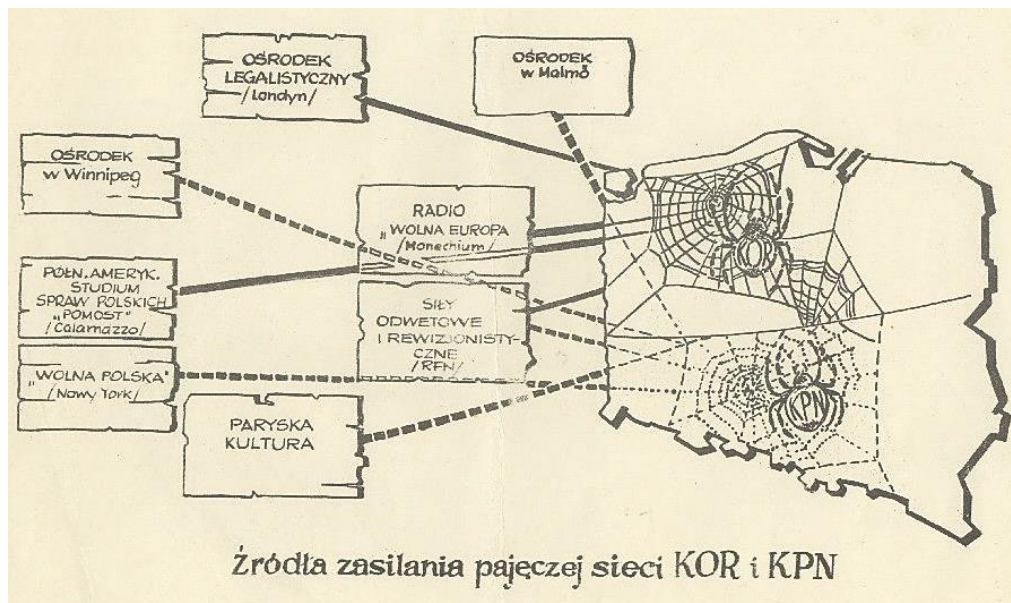 OŚRODEK
LEGALISTYCZNY
/Londyn/
OŚRODEK
w Malmö
OŚRODEK
w Winnipeg
RADIO
"WOLNA EUROPA
/Monachium/
PÓŁN. AMERYK.
STUDIUM
SPRAW POLSKICH
"POMOST"
/Calamazzo/
SIŁY
ODWETOWE
I REWIZJONISTY-
CZNE
/RFN/
"WOLNA POLSKA"
/Nowy York/
PARYSKA
KULTURA
KPN
Źródła zasilania pajęczej sieci KOR i KPN